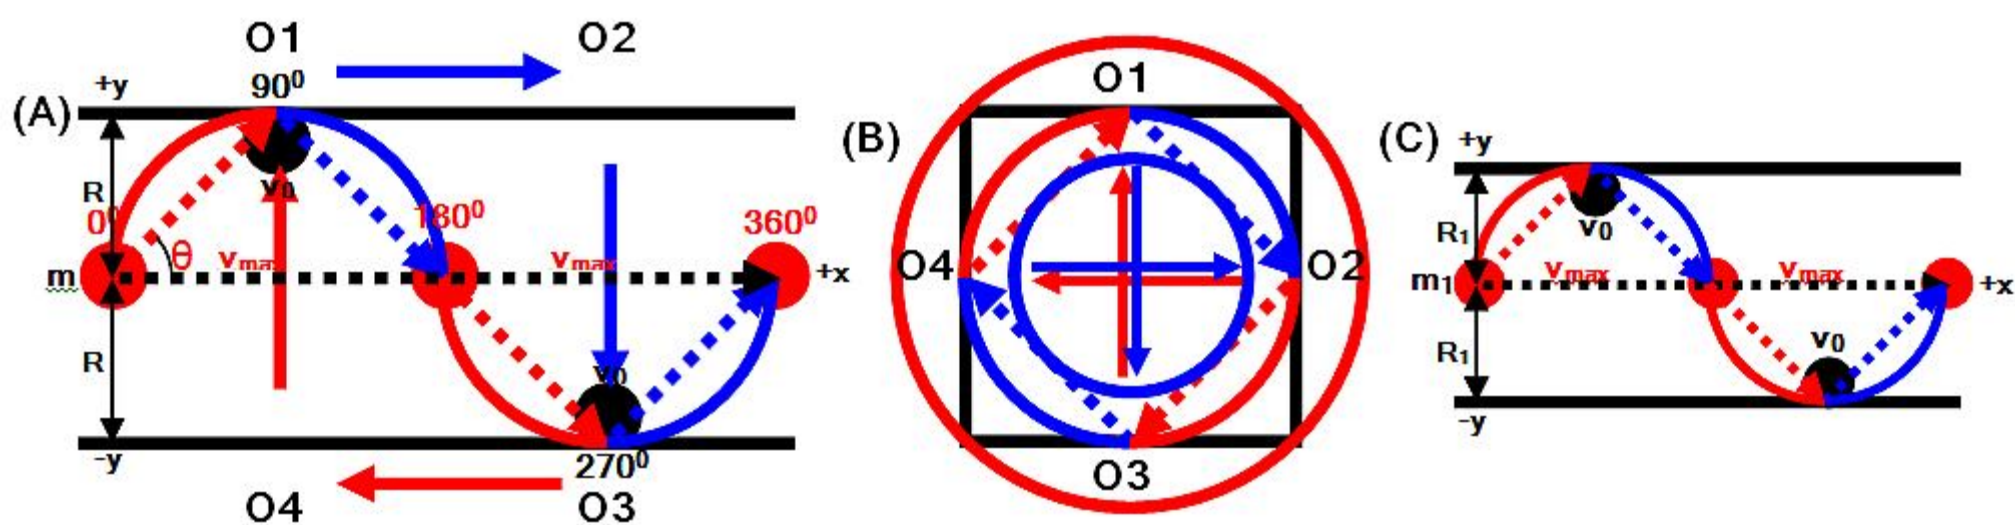 O1 O2
90⁰
+y
(A)
v₀
R
0⁰
180⁰
360⁰
θ
m
vmax
vmax
+x
R
v₀
-y
270⁰
O4 O3
(B)
O1
O4
O2
O3
(C)
+y
v₀
R₁
m₁
vmax
vmax
+x
R₁
v₀
-y